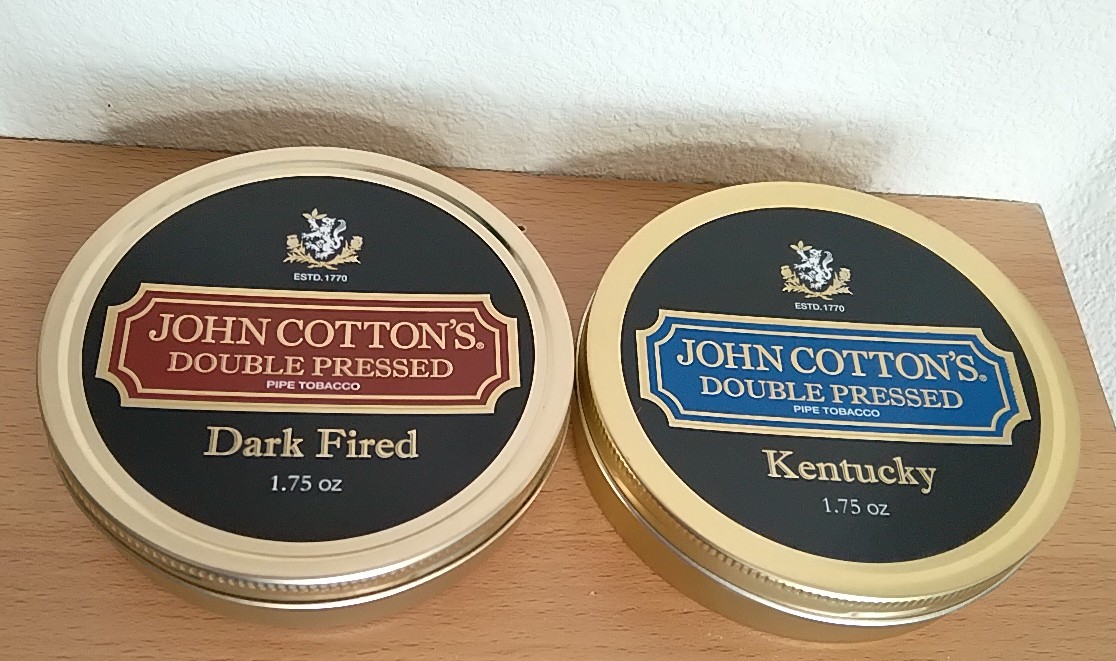 ESTD. 1770
JOHN COTTON'S®
DOUBLE PRESSED
PIPE TOBACCO
Dark Fired
1.75 oz
ESTD. 1770
JOHN COTTON'S®
DOUBLE PRESSED
PIPE TOBACCO
Kentucky
1.75 oz